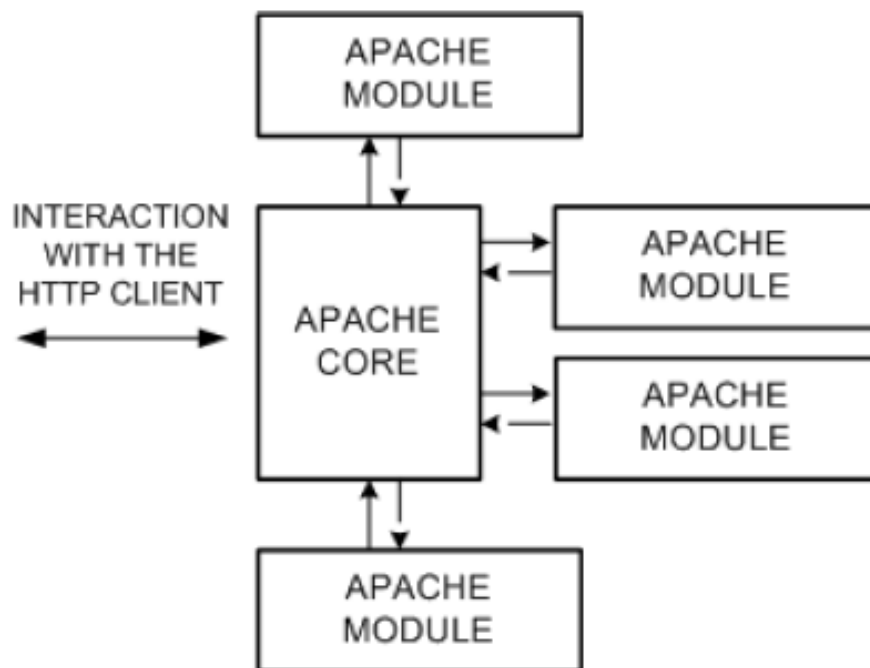 APACHE
MODULE
INTERACTION
WITH THE
HTTP CLIENT
APACHE
CORE
APACHE
MODULE
APACHE
MODULE
APACHE
MODULE